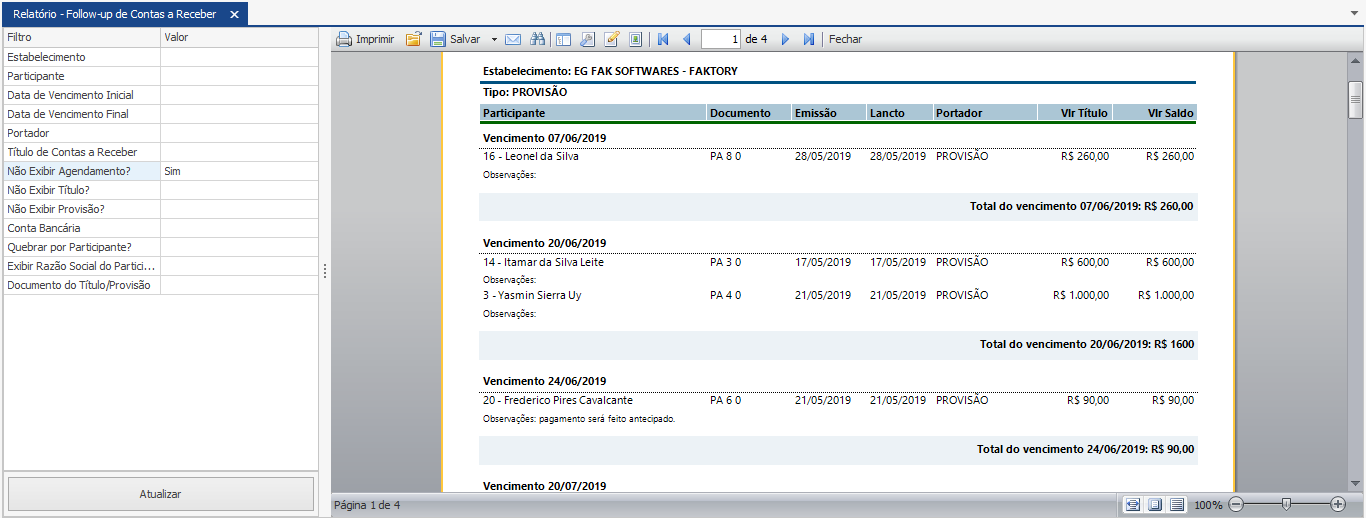 Relatório - Follow-up de Contas a Receber
Filtro Valor
Estabelecimento
Participante
Data de Vencimento Inicial
Data de Vencimento Final
Portador
Título de Contas a Receber
Não Exibir Agendamento? Sim
Não Exibir Título?
Não Exibir Provisão?
Conta Bancária
Quebrar por Participante?
Exibir Razão Social do Partici...
Documento do Título/Provisão
Atualizar
Imprimir Salvar 1 de 4 Fechar
Estabelecimento: EG FAK SOFTWARES - FAKTORY
Tipo: PROVISÃO
Participante Documento Emissão Lancto Portador Vlr Título Vlr Saldo
Vencimento 07/06/2019
16 - Leonel da Silva PA 8 0 28/05/2019 28/05/2019 PROVISÃO R$ 260,00 R$ 260,00
Observações:
Total do vencimento 07/06/2019: R$ 260,00
Vencimento 20/06/2019
14 - Itamar da Silva Leite PA 3 0 17/05/2019 17/05/2019 PROVISÃO R$ 600,00 R$ 600,00
Observações:
3 - Yasmin Sierra Uy PA 4 0 21/05/2019 21/05/2019 PROVISÃO R$ 1.000,00 R$ 1.000,00
Observações:
Total do vencimento 20/06/2019: R$ 1600
Vencimento 24/06/2019
20 - Frederico Pires Cavalcante PA 6 0 21/05/2019 21/05/2019 PROVISÃO R$ 90,00 R$ 90,00
Observações: pagamento será feito antecipado.
Total do vencimento 24/06/2019: R$ 90,00
Vencimento 20/07/2019
Página 1 de 4 100%